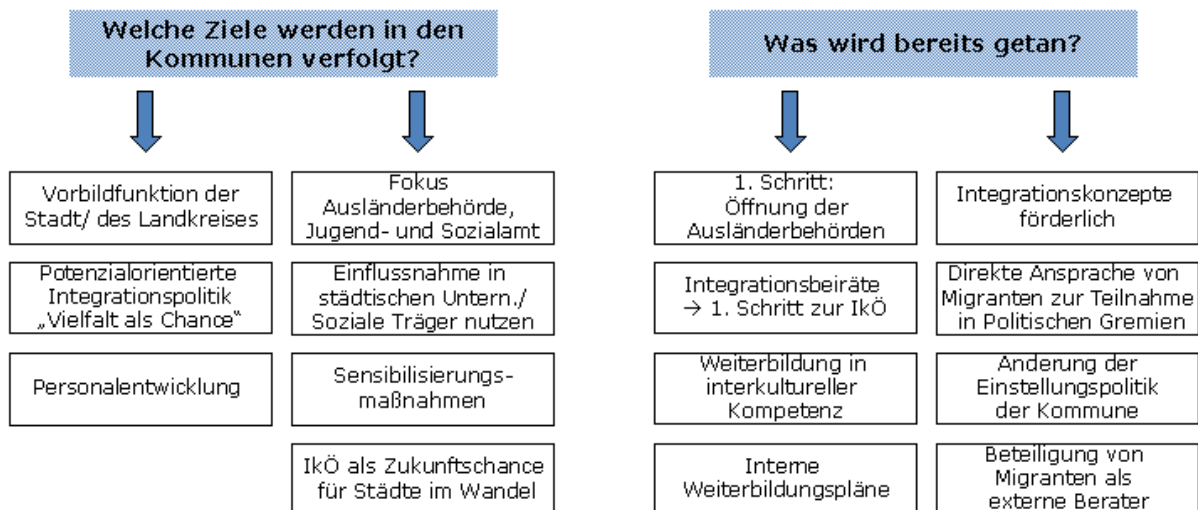 Welche Ziele werden in den
Kommunen verfolgt?
Vorbildfunktion der
Stadt/ des Landkreises
Potenzialorientierte
Integrationspolitik
„Vielfalt als Chance“
Personalentwicklung
Fokus
Ausländerbehörde,
Jugend- und Sozialamt
Einflussnahme in
städtischen Untern./
Soziale Träger nutzen
Sensibilisierungs-
maßnahmen
IkÖ als Zukunftschance
für Städte im Wandel
Was wird bereits getan?
1. Schritt:
Öffnung der
Ausländerbehörden
Integrationsbeiräte
→ 1. Schritt zur IkÖ
Weiterbildung in
interkultureller
Kompetenz
Interne
Weiterbildungspläne
Integrationskonzepte
förderlich
Direkte Ansprache von
Migranten zur Teilnahme
in Politischen Gremien
Änderung der
Einstellungspolitik
der Kommune
Beteiligung von
Migranten als
externe Berater